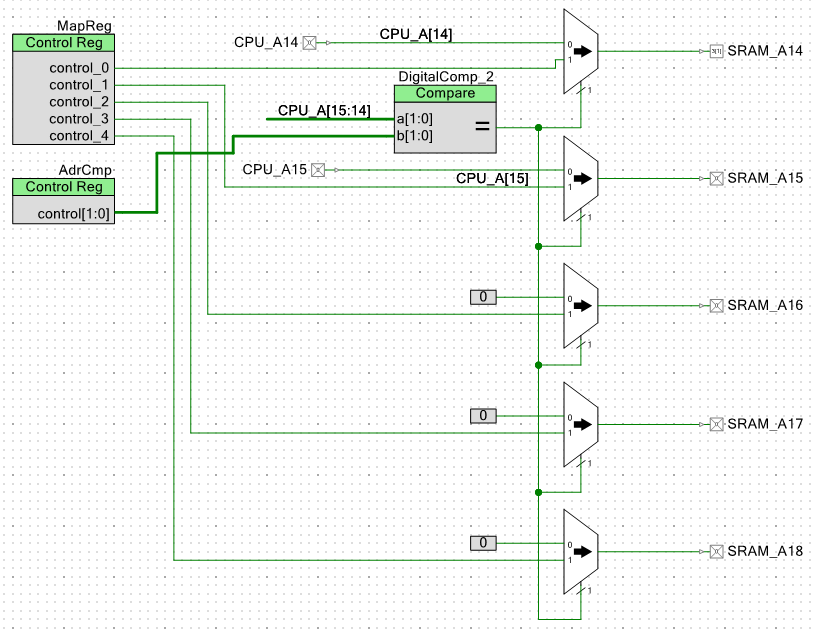 MapReg
Control Reg
control_0
control_1
control_2
control_3
control_4
AdrCmp
Control Reg
control[1:0]
CPU_A14
CPU_A[14]
DigitalComp_2
Compare
CPU_A[15:14]
a[1:0]
b[1:0]
=
CPU_A15
CPU_A[15]
0
1
1
SRAM_A14
0
1
1
SRAM_A15
0
0
1
1
SRAM_A16
0
0
1
1
SRAM_A17
0
0
1
1
SRAM_A18